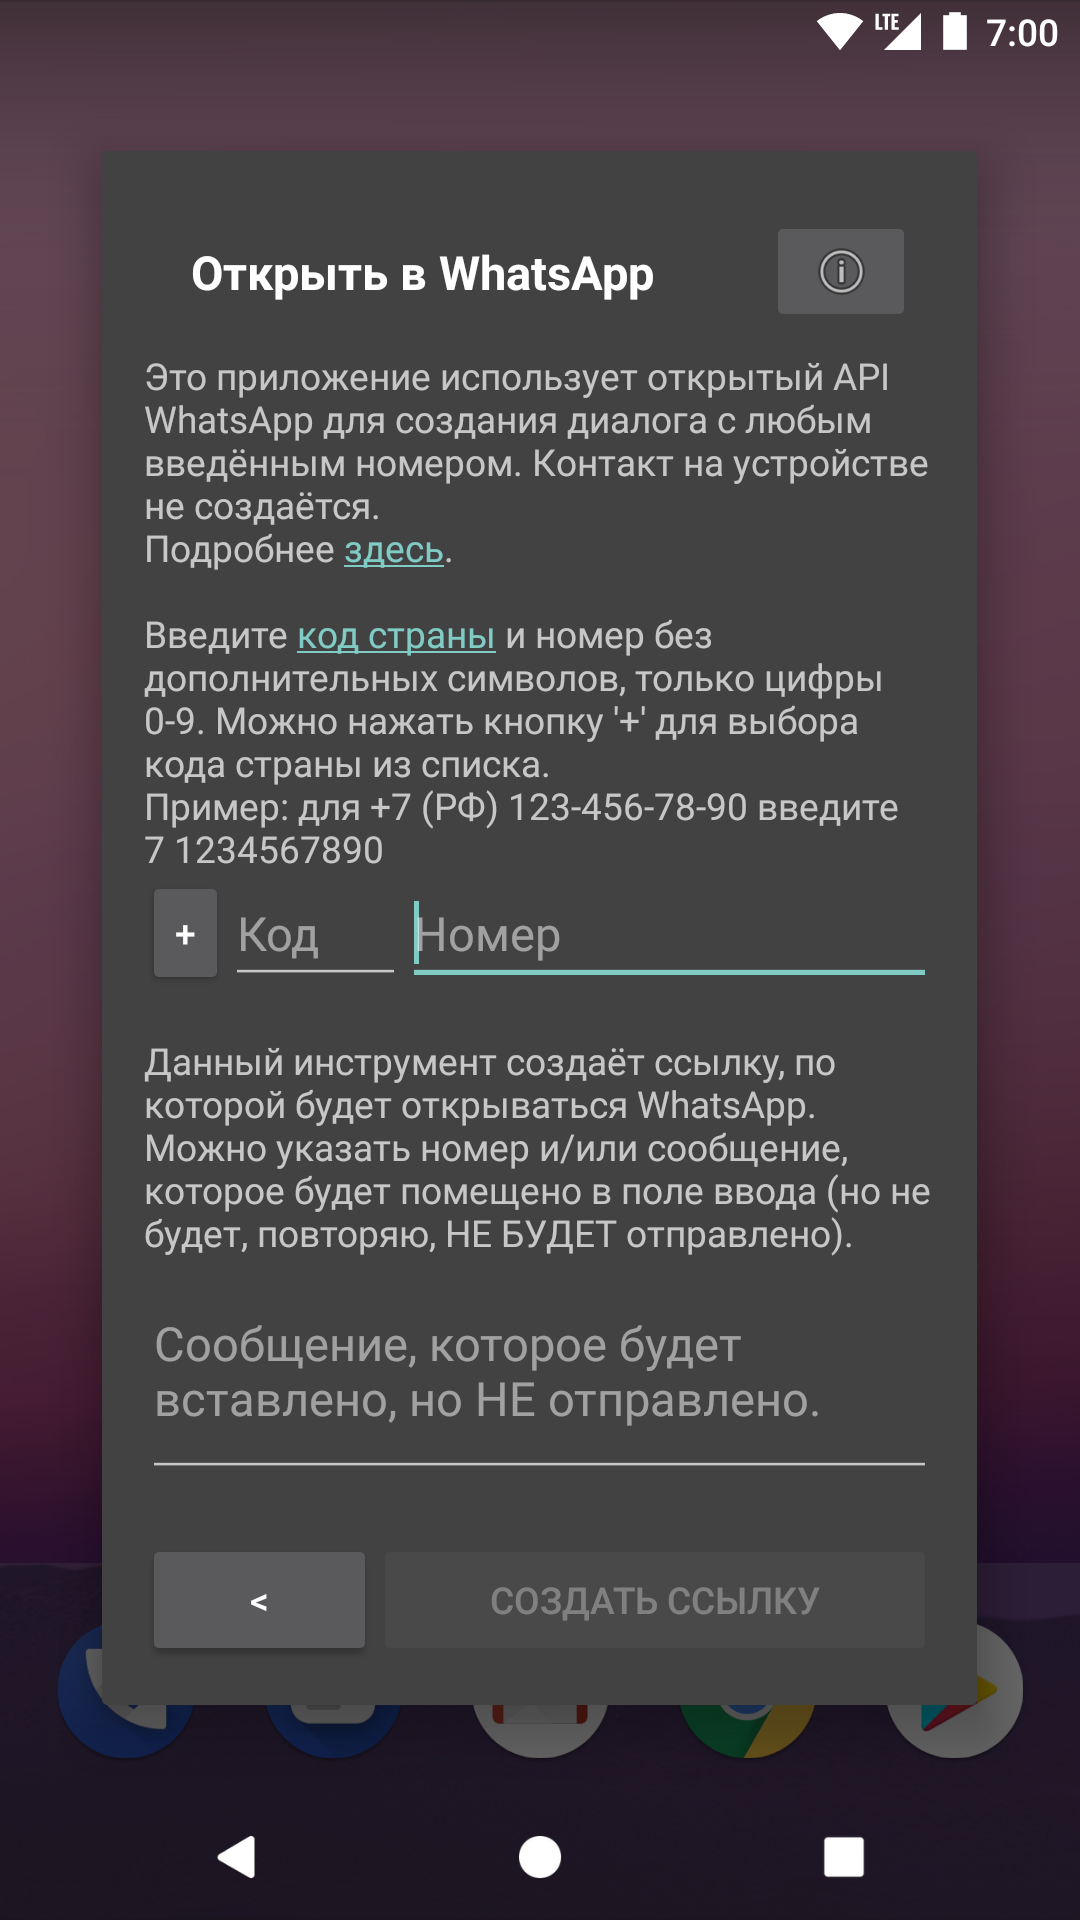 LTE 7:00
Открыть в WhatsApp
Это приложение использует открытый API
WhatsApp для создания диалога с любым
введённым номером. Контакт на устройстве
не создаётся.
Подробнее здесь.
Введите код страны и номер без
дополнительных символов, только цифры
0-9. Можно нажать кнопку '+' для выбора
кода страны из списка.
Пример: для +7 (РФ) 123-456-78-90 введите
7 1234567890
+ Код Номер
Данный инструмент создаёт ссылку, по
которой будет открываться WhatsApp.
Можно указать номер и/или сообщение,
которое будет помещено в поле ввода (но не
будет, повторяю, НЕ БУДЕТ отправлено).
Сообщение, которое будет
вставлено, но НЕ отправлено.
< СОЗДАТЬ ССЫЛКУ